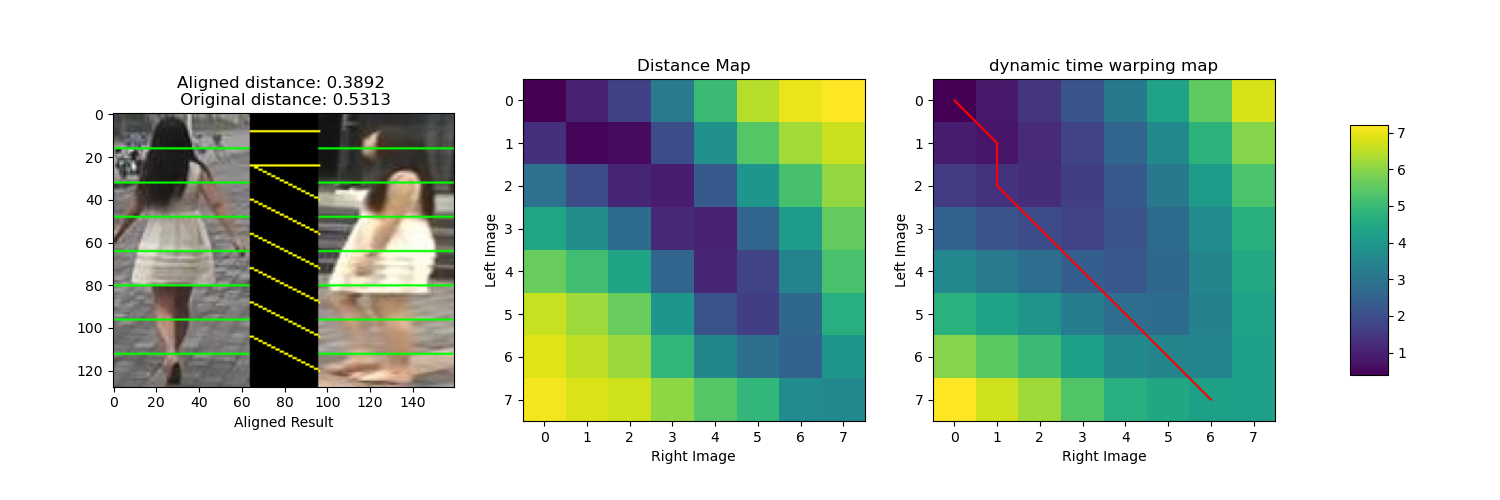 Aligned distance: 0.3892
Original distance: 0.5313
0
20
40
60
80
100
120
0 20 40 60 80 100 120 140
Aligned Result
Distance Map
Left Image
0
1
2
3
4
5
6
7
0 1 2 3 4 5 6 7
Right Image
dynamic time warping map
Left Image
0
1
2
3
4
5
6
7
0 1 2 3 4 5 6 7
Right Image
7
6
5
4
3
2
1